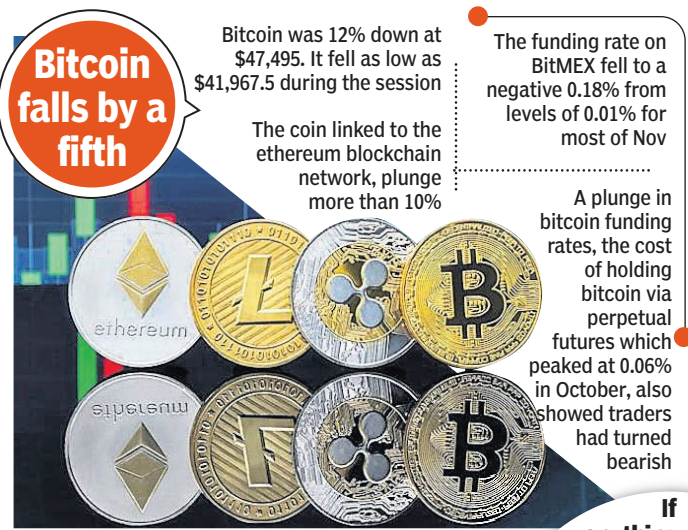 Bitcoin
falls by a
fifth
Bitcoin was 12% down at
$47,495. It fell as low as
$41,967.5 during the session
The coin linked to the
ethereum blockchain
network, plunge
more than 10%
The funding rate on
BitMEX fell to a
negative 0.18% from
levels of 0.01% for
most of Nov
A plunge in
bitcoin funding
rates, the cost
of holding
bitcoin via
perpetual
futures which
peaked at 0.06%
in October, also
showed traders
had turned
bearish
ethereum
If